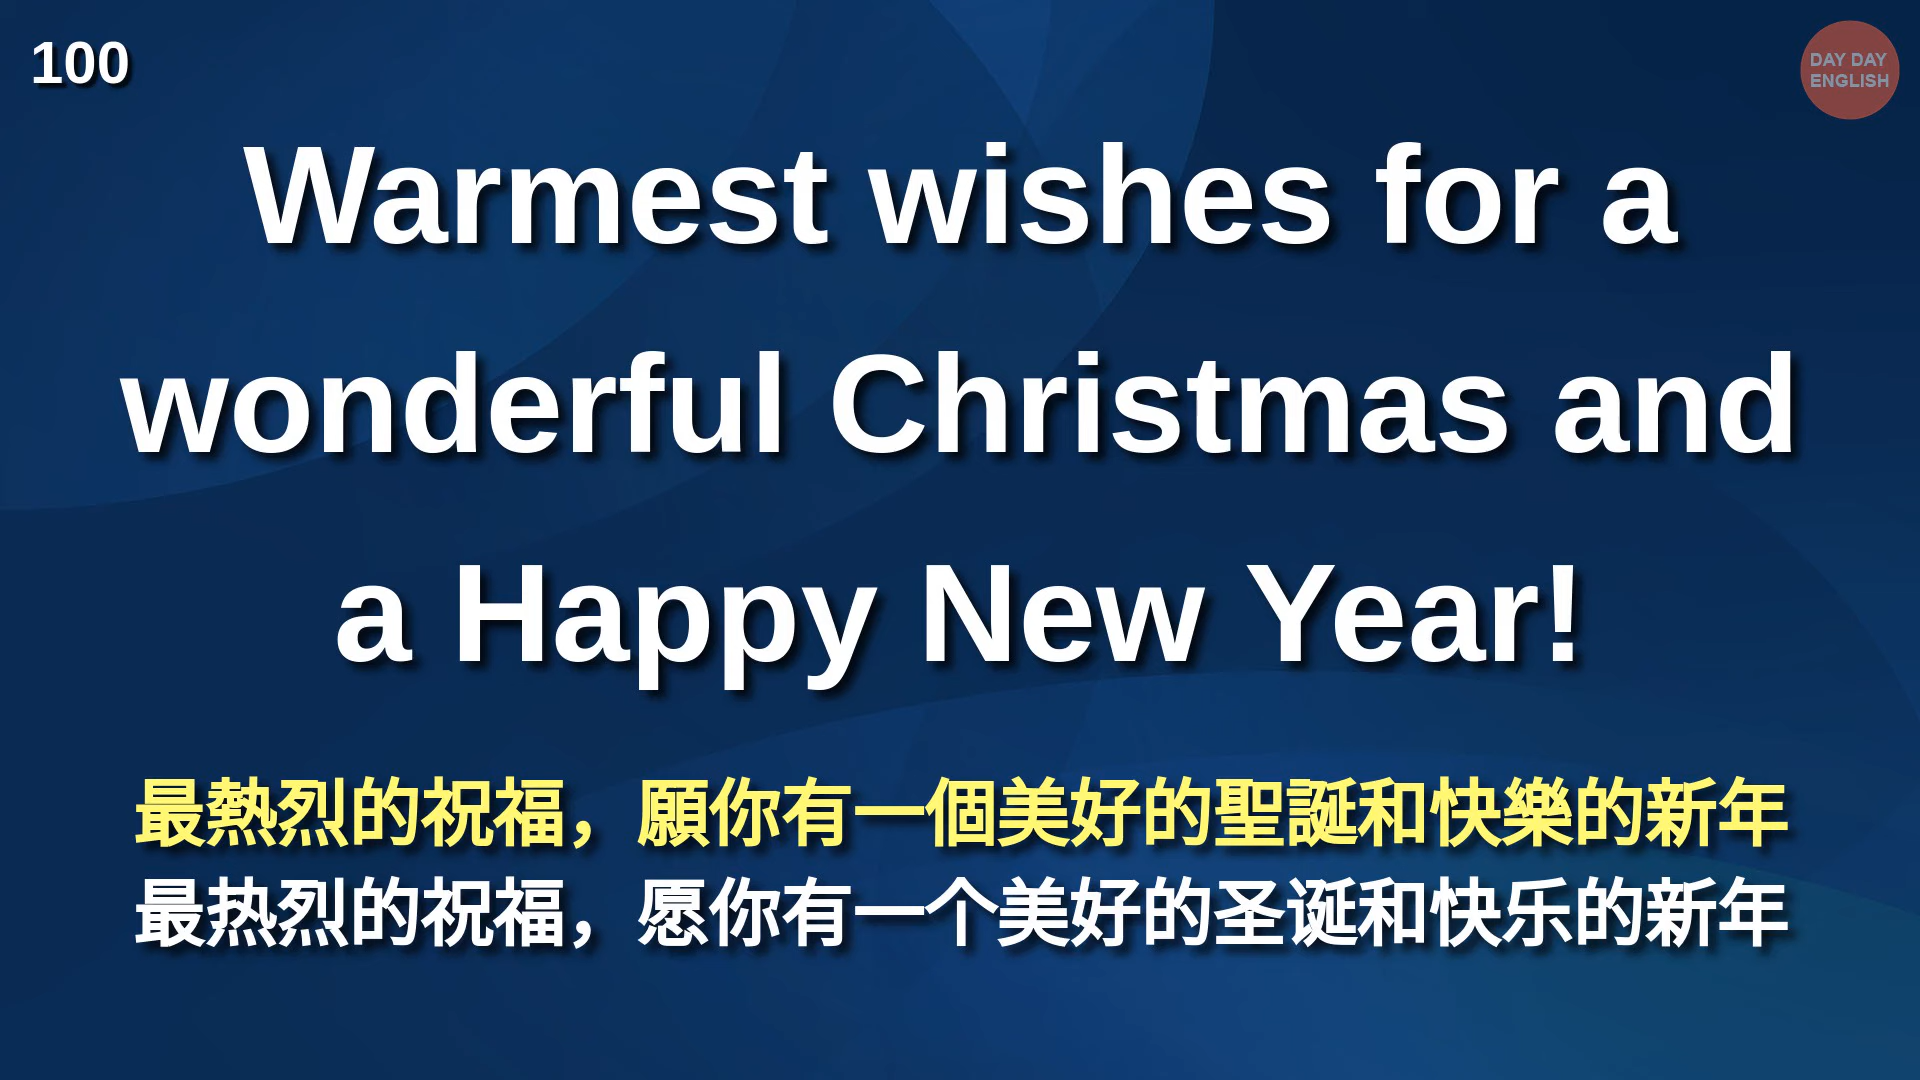 100
DAY DAY
ENGLISH
Warmest wishes for a
wonderful Christmas and
a Happy New Year!
最熱烈的祝福，願你有一個美好的聖誕和快樂的新年
最热烈的祝福，愿你有一个美好的圣诞和快乐的新年